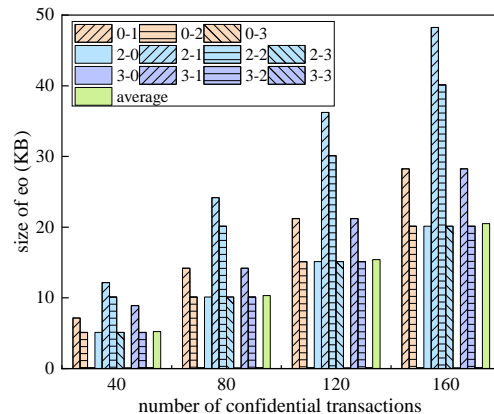 50
40
30
20
10
0
size of eo (KB)
0-1 0-2 0-3
2-0 2-1 2-2 2-3
3-0 3-1 3-2 3-3
average
40 80 120 160
number of confidential transactions